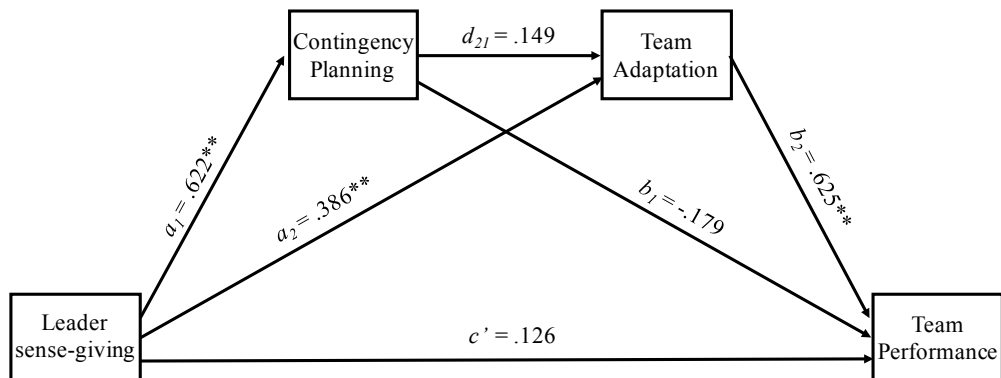 Contingency
Planning
d21 = .149
Team
Adaptation
a1 = .622**
a2 = .386**
b1 = -.179
b2 = .625**
Leader
sense-giving
c' = .126
Team
Performance